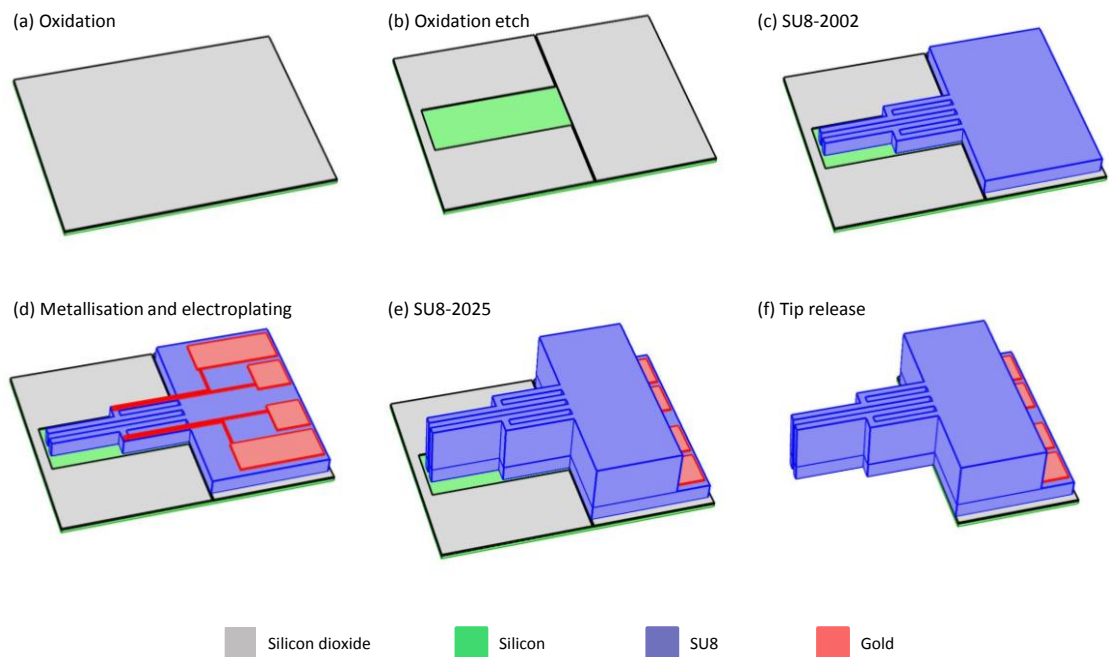 (a) Oxidation
(b) Oxidation etch
(c) SU8-2002
(d) Metallisation and electroplating
(e) SU8-2025
(f) Tip release
Silicon dioxide
Silicon
SU8
Gold